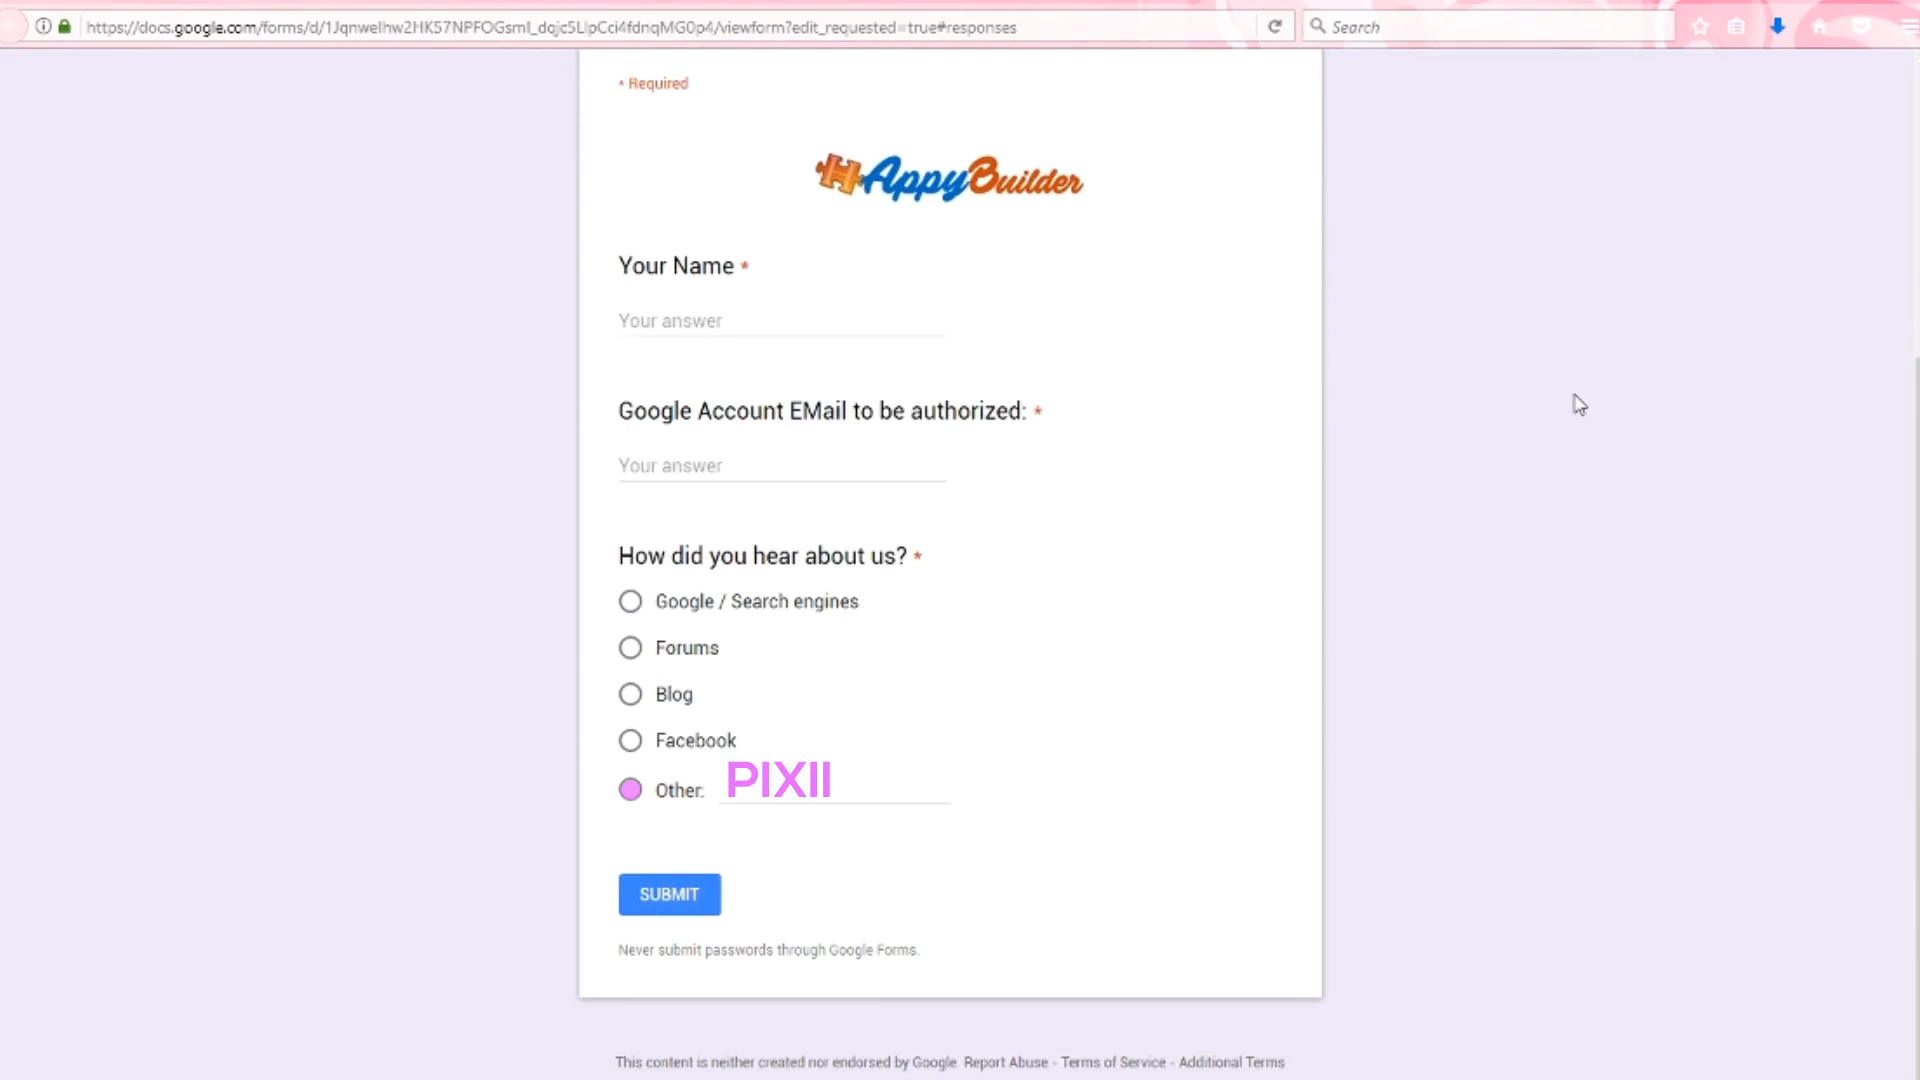 https://docs.google.com/forms/d/1Jqnwelhw2HK57NPFOGsml_dqjc5LlpCci4fdnqMG0p4/viewform?edit_requested=true#responses
Search
* Required
HAppyBuilder
Your Name *
Your answer
Google Account EMail to be authorized: *
Your answer
How did you hear about us? *
Google / Search engines
Forums
Blog
Facebook
Other: PIXII
SUBMIT
Never submit passwords through Google Forms.
This content is neither created nor endorsed by Google. Report Abuse - Terms of Service - Additional Terms